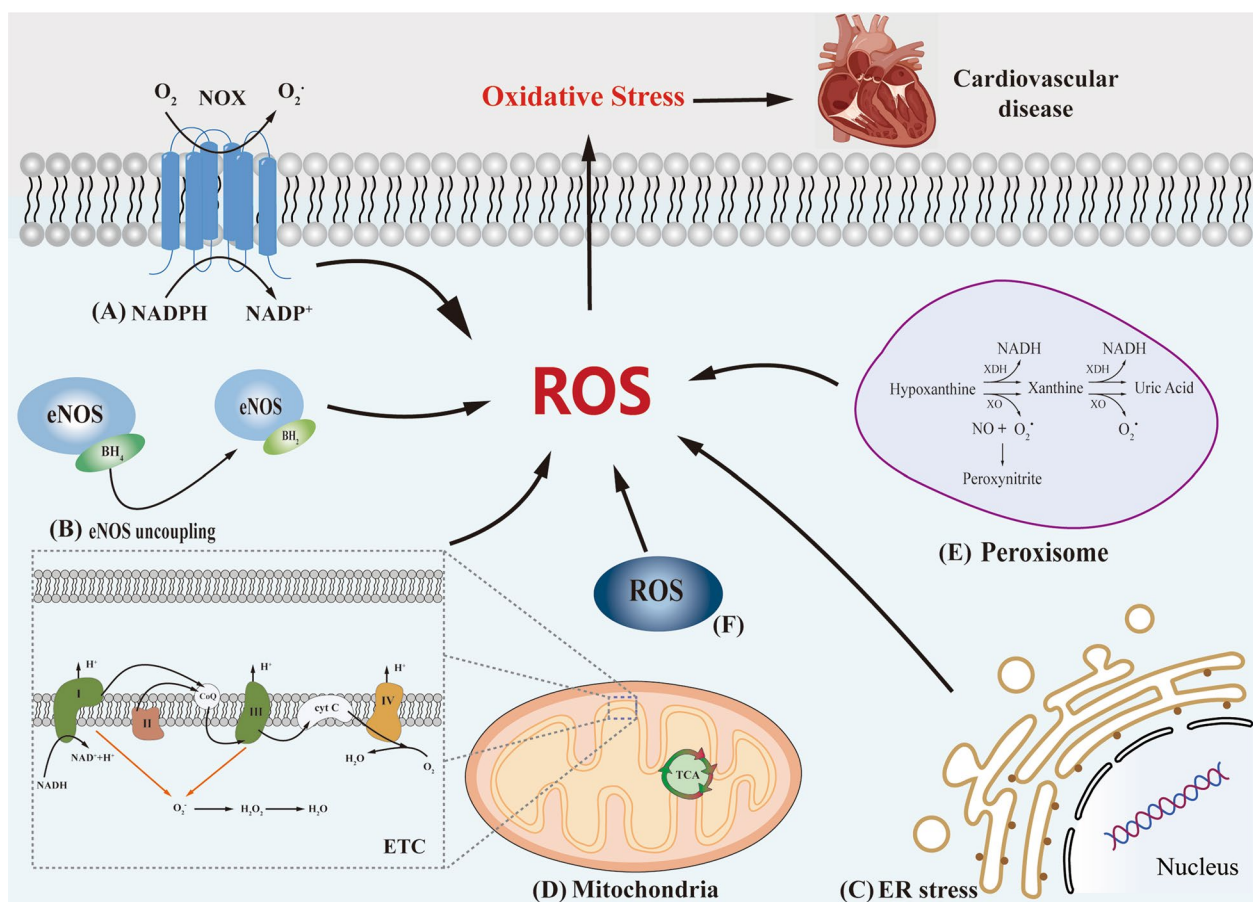 O₂ NOX O₂˙
Oxidative Stress
Cardiovascular
disease
(A) NADPH NADP⁺
ROS
eNOS
BH₄
eNOS
BH₂
(B) eNOS uncoupling
NADH NADH
XDH XDH
Hypoxanthine Xanthine Uric Acid
XO XO
NO + O₂˙ O₂˙
Peroxynitrite
(E) Peroxisome
ROS
(F)
H⁺ H⁺ H⁺
I CoQ III cyt C IV
II
NAD⁺+H⁺
NADH
H₂O O₂
O₂⁻ H₂O₂ H₂O
ETC
TCA
(D) Mitochondria
Nucleus
(C) ER stress